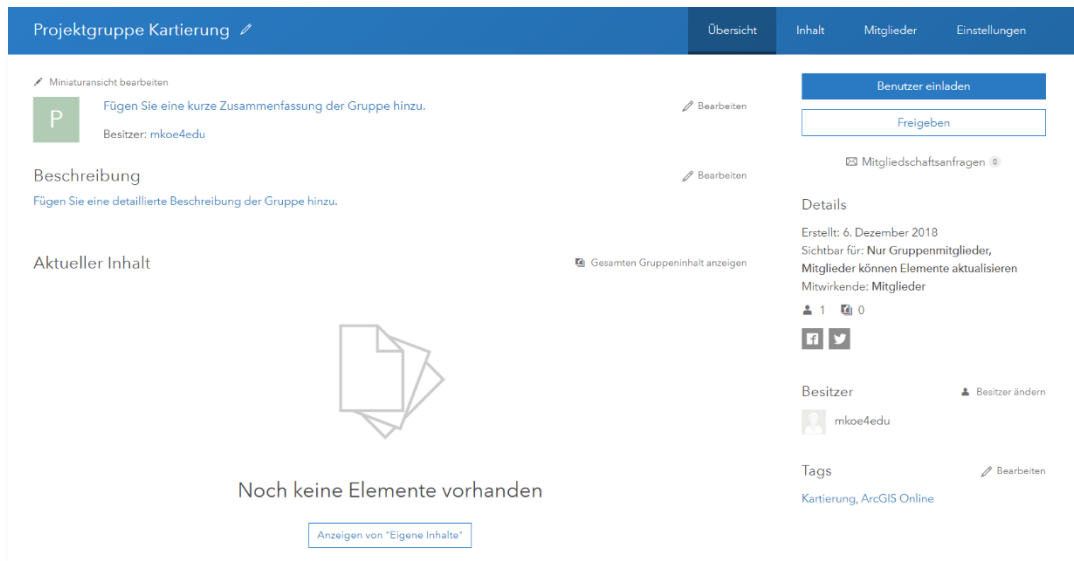 Projektgruppe Kartierung
Übersicht
Inhalt
Mitglieder
Einstellungen
Miniaturansicht bearbeiten
P
Fügen Sie eine kurze Zusammenfassung der Gruppe hinzu.
Bearbeiten
Besitzer: mkoe4edu
Beschreibung
Bearbeiten
Fügen Sie eine detaillierte Beschreibung der Gruppe hinzu.
Aktueller Inhalt
Gesamten Gruppeninhalt anzeigen
Noch keine Elemente vorhanden
Anzeigen von "Eigene Inhalte"
Benutzer einladen
Freigeben
Mitgliedschaftsanfragen 0
Details
Erstellt: 6. Dezember 2018
Sichtbar für: Nur Gruppenmitglieder,
Mitglieder können Elemente aktualisieren
Mitwirkende: Mitglieder
1 0
Besitzer
Besitzer ändern
mkoe4edu
Tags
Bearbeiten
Kartierung, ArcGIS Online